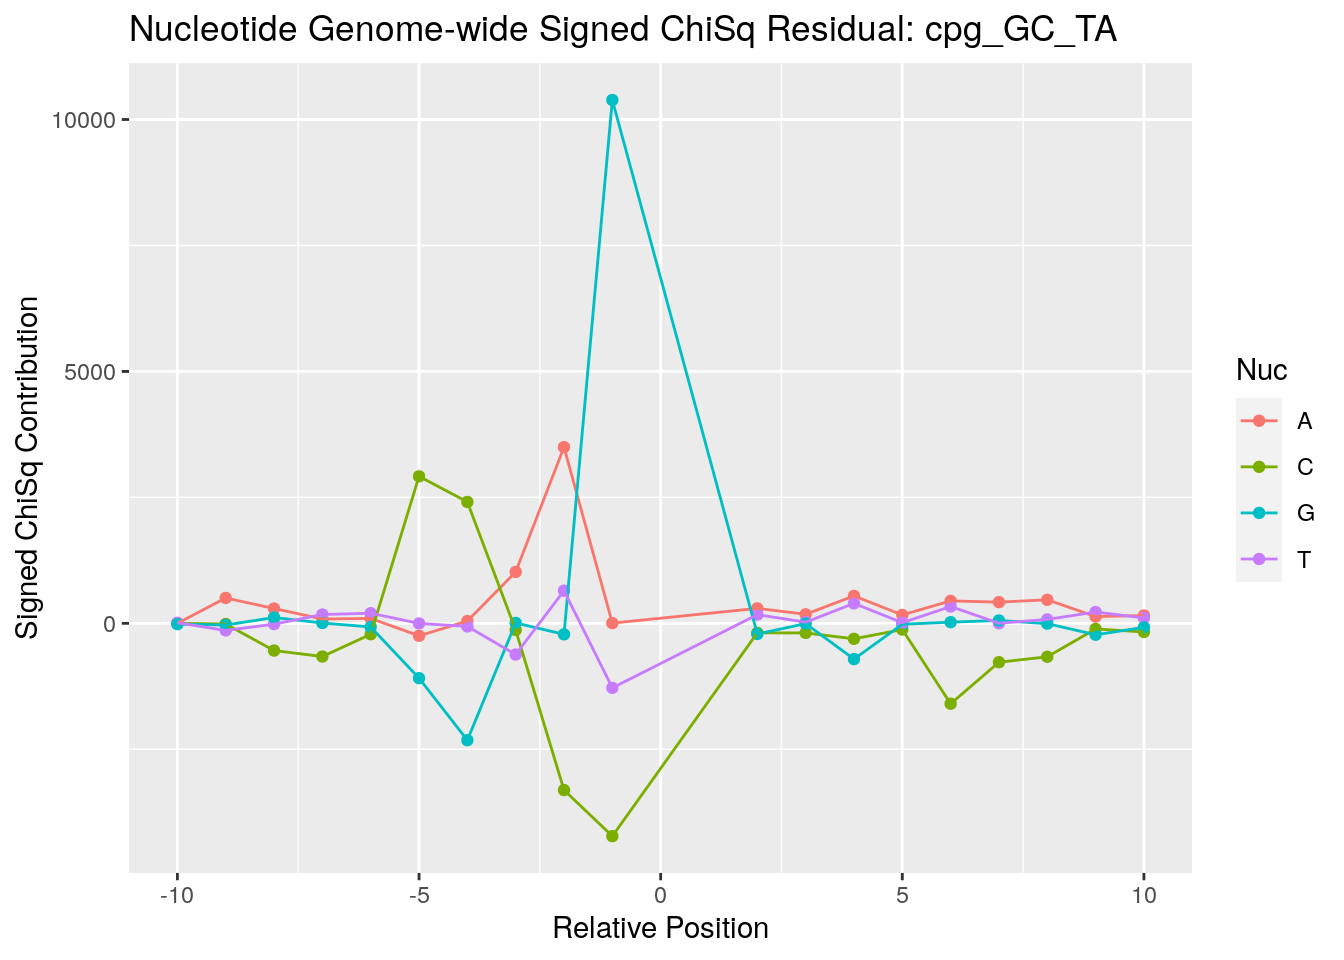 Nucleotide Genome-wide Signed ChiSq Residual: cpg_GC_TA
Signed ChiSq Contribution
10000
5000
0
-10
-5
0
5
10
Relative Position
Nuc
A
C
G
T